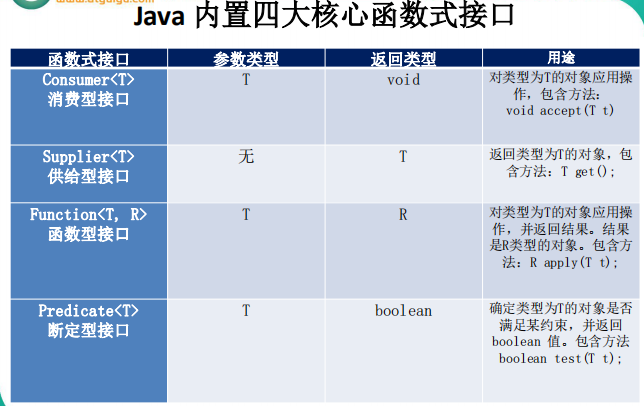 Java 内置四大核心函数式接口
函数式接口 参数类型 返回类型 用途
Consumer<T>
消费型接口
T
void
对类型为T的对象应用操
作，包含方法：
void accept(T t)
Supplier<T>
供给型接口
无
T
返回类型为T的对象，包
含方法：T get();
Function<T, R>
函数型接口
T
R
对类型为T的对象应用操
作，并返回结果。结果
是R类型的对象。包含方
法：R apply(T t);
Predicate<T>
断定型接口
T
boolean
确定类型为T的对象是否
满足某约束，并返回
boolean 值。包含方法
boolean test(T t);